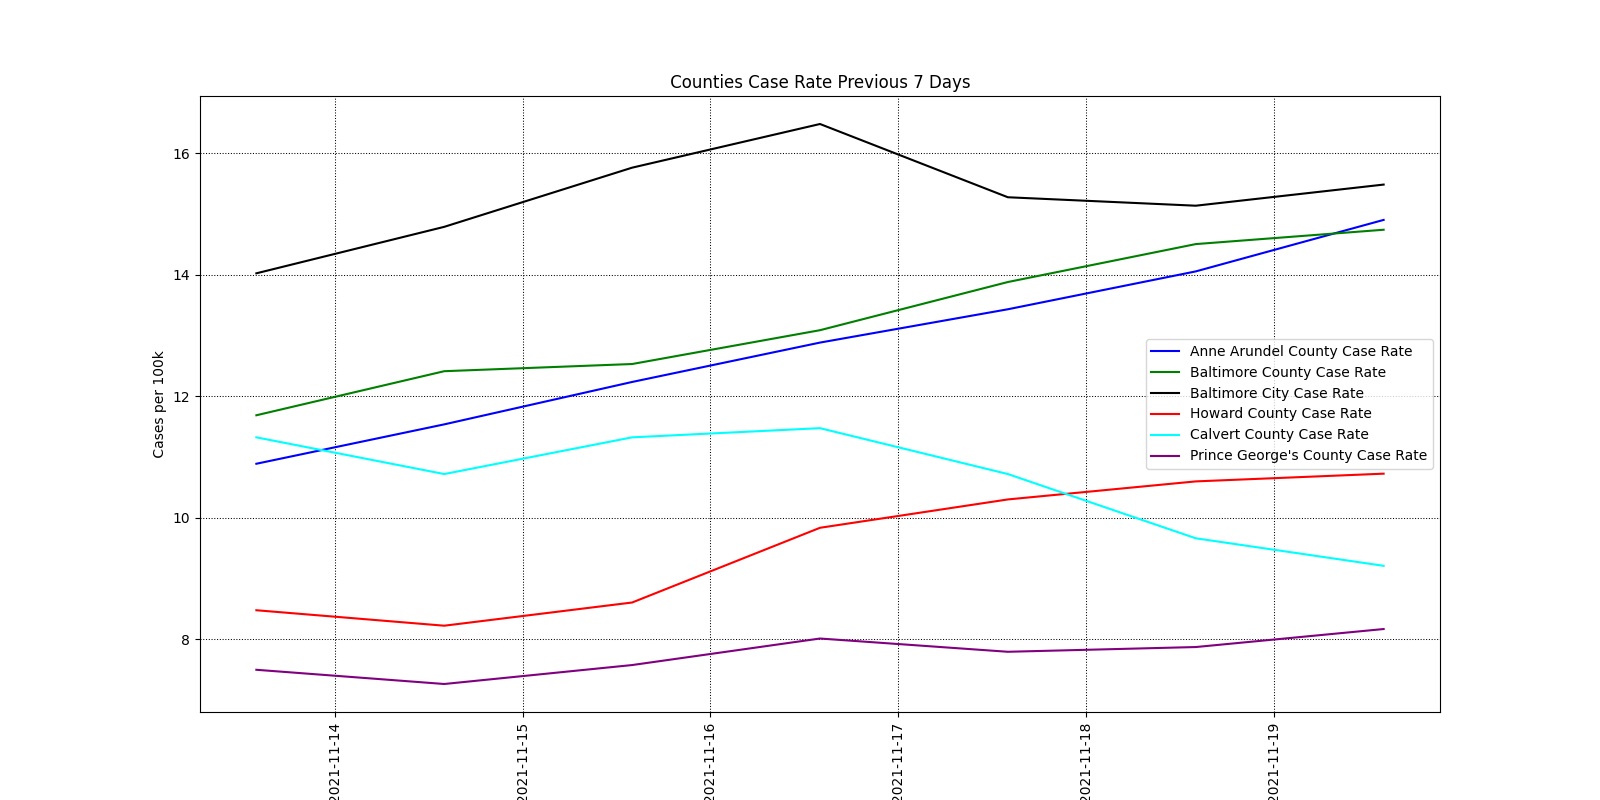 Counties Case Rate Previous 7 Days
Cases per 100k
16
14
12
10
8
Anne Arundel County Case Rate
Baltimore County Case Rate
Baltimore City Case Rate
Howard County Case Rate
Calvert County Case Rate
Prince George's County Case Rate
2021-11-14
2021-11-15
2021-11-16
2021-11-17
2021-11-18
2021-11-19